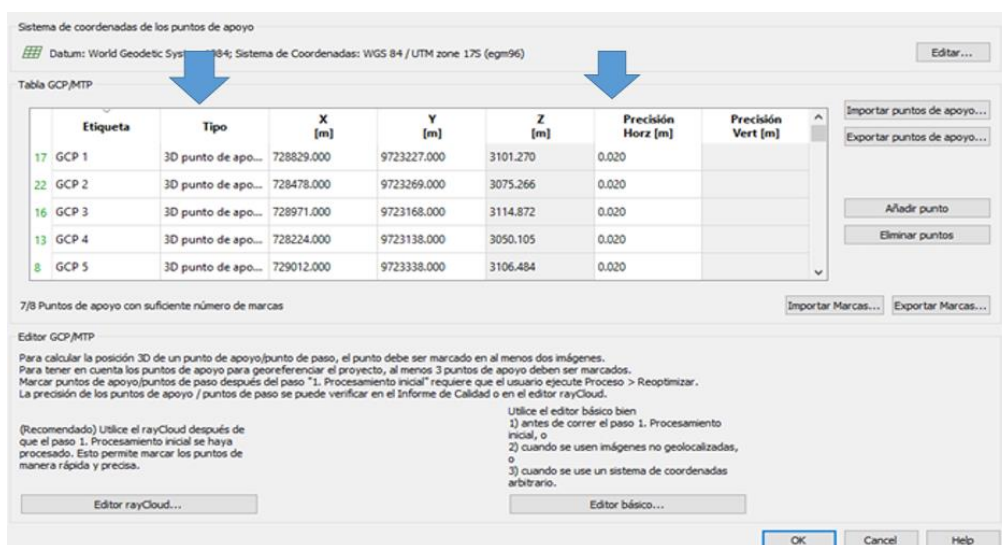 Sistema de coordenadas de los puntos de apoyo
Datum: World Geodetic System 1984; Sistema de Coordenadas: WGS 84 / UTM zone 17S (egm96)
Editar...
Tabla GCP/MTP
Etiqueta Tipo X [m] Y [m] Z [m] Precisión Horz [m] Precisión Vert [m]
17 GCP 1 3D punto de apo... 728829.000 9723227.000 3101.270 0.020
22 GCP 2 3D punto de apo... 728478.000 9723269.000 3075.266 0.020
16 GCP 3 3D punto de apo... 728971.000 9723168.000 3114.872 0.020
13 GCP 4 3D punto de apo... 728224.000 9723138.000 3050.105 0.020
8 GCP 5 3D punto de apo... 729012.000 9723338.000 3106.484 0.020
Importar puntos de apoyo...
Exportar puntos de apoyo...
Añadir punto
Eliminar puntos
7/8 Puntos de apoyo con suficiente número de marcas
Importar Marcas... Exportar Marcas...
Editor GCP/MTP
Para calcular la posición 3D de un punto de apoyo/punto de paso, el punto debe ser marcado en al menos dos imágenes.
Para tener en cuenta los puntos de apoyo para georeferenciar el proyecto, al menos 3 puntos de apoyo deben ser marcados.
Marcar puntos de apoyo/puntos de paso después del paso "1. Procesamiento inicial" requiere que el usuario ejecute Proceso > Reoptimizar.
La precisión de los puntos de apoyo / puntos de paso se puede verificar en el Informe de Calidad o en el editor rayCloud.
(Recomendado) Utilice el rayCloud después de
que el paso 1. Procesamiento inicial se haya
procesado. Esto permite marcar los puntos de
manera rápida y precisa.
Editor rayCloud...
Utilice el editor básico bien
1) antes de correr el paso 1. Procesamiento
inicial, o
2) cuando se usen imágenes no geolocalizadas,
o
3) cuando se use un sistema de coordenadas
arbitrario.
Editor básico...
OK Cancel Help